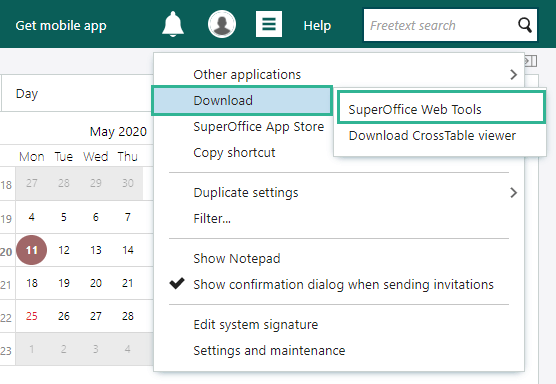 Get mobile app Help Freetext search
Other applications
Day
Download
SuperOffice Web Tools
SuperOffice App Store
May 2020
Download CrossTable viewer
Copy shortcut
Mon Tue Wed Thu
18 27 28 29 30
Duplicate settings
19 4 5 6 7
Filter...
20 11 12 13 14
Show Notepad
21 18 19 20 21
Show confirmation dialog when sending invitations
22 25 26 27 28
Edit system signature
23 1 2 3 4
Settings and maintenance